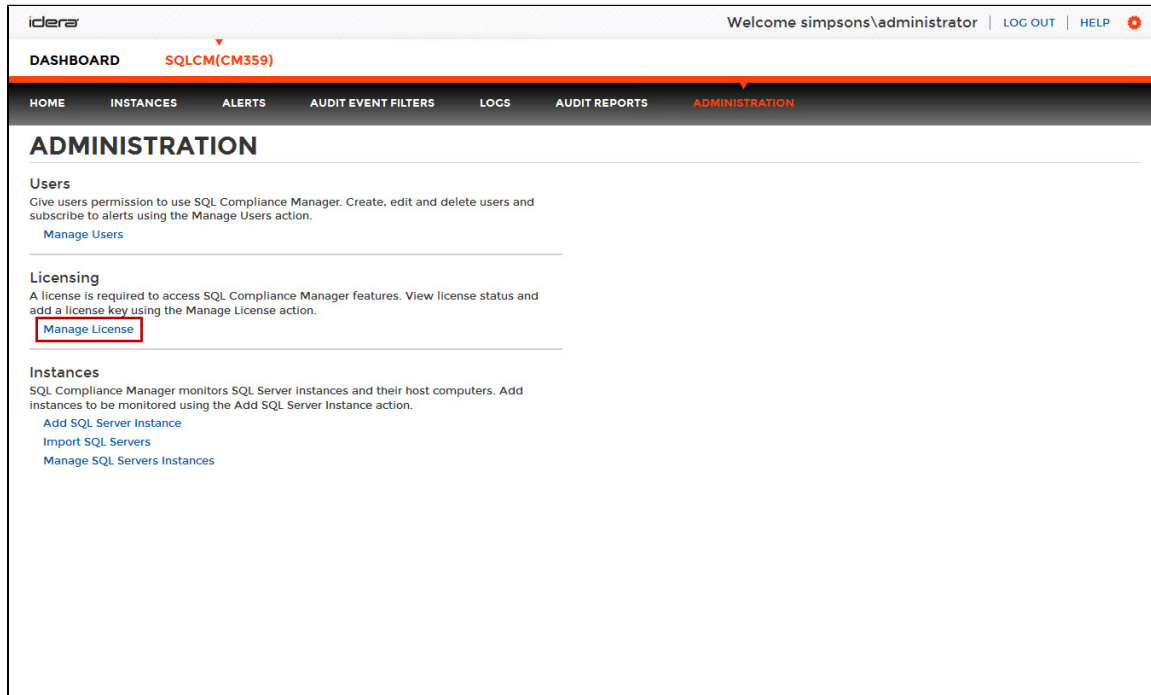 idera
Welcome simpsons\administrator | LOG OUT | HELP
DASHBOARD SQLCM(CM359)
HOME INSTANCES ALERTS AUDIT EVENT FILTERS LOGS AUDIT REPORTS ADMINISTRATION
ADMINISTRATION
Users
Give users permission to use SQL Compliance Manager. Create, edit and delete users and
subscribe to alerts using the Manage Users action.
Manage Users
Licensing
A license is required to access SQL Compliance Manager features. View license status and
add a license key using the Manage License action.
Manage License
Instances
SQL Compliance Manager monitors SQL Server instances and their host computers. Add
instances to be monitored using the Add SQL Server Instance action.
Add SQL Server Instance
Import SQL Servers
Manage SQL Servers Instances